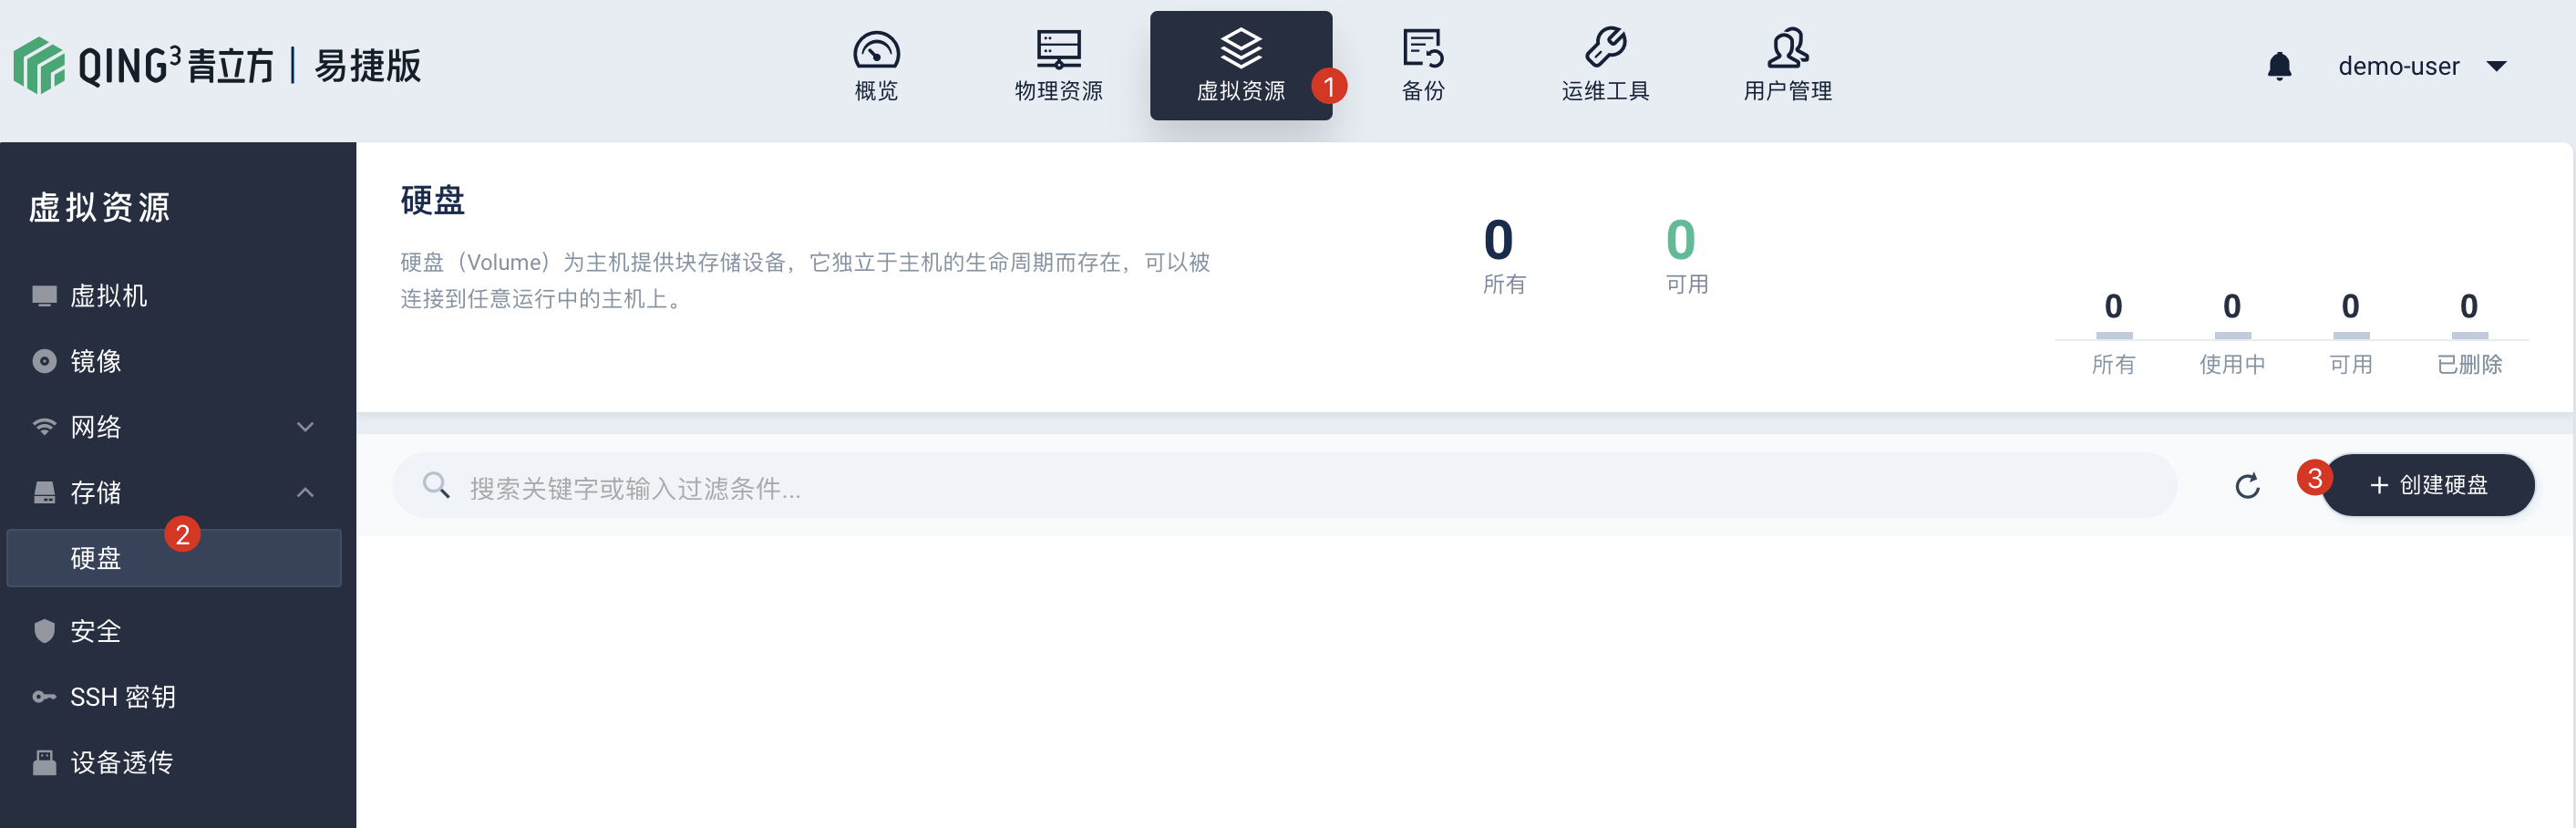 QING³青立方 | 易捷版
概览
物理资源
虚拟资源
1
备份
运维工具
用户管理
demo-user
虚拟资源
虚拟机
镜像
网络
存储
2
硬盘
安全
SSH 密钥
设备透传
硬盘
硬盘（Volume）为主机提供块存储设备，它独立于主机的生命周期而存在，可以被
连接到任意运行中的主机上。
0
所有
0
可用
0
所有
0
使用中
0
可用
0
已删除
搜索关键字或输入过滤条件...
3
+ 创建硬盘